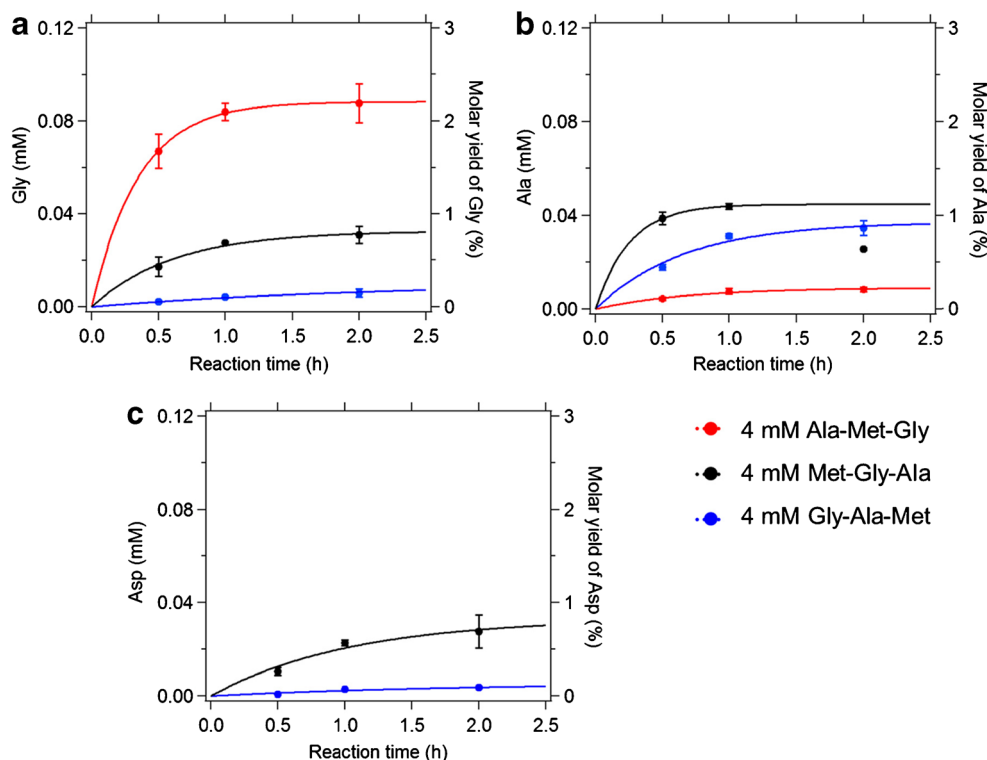 a
0.12
0.08
0.04
0.00
Gly (mM)
3
2
1
0
Molar yield of Gly (%)
0.0 0.5 1.0 1.5 2.0 2.5
Reaction time (h)
b
0.12
0.08
0.04
0.00
Ala (mM)
3
2
1
0
Molar yield of Ala (%)
0.0 0.5 1.0 1.5 2.0 2.5
Reaction time (h)
c
0.12
0.08
0.04
0.00
Asp (mM)
3
2
1
0
Molar yield of Asp (%)
0.0 0.5 1.0 1.5 2.0 2.5
Reaction time (h)
4 mM Ala-Met-Gly
4 mM Met-Gly-Ala
4 mM Gly-Ala-Met